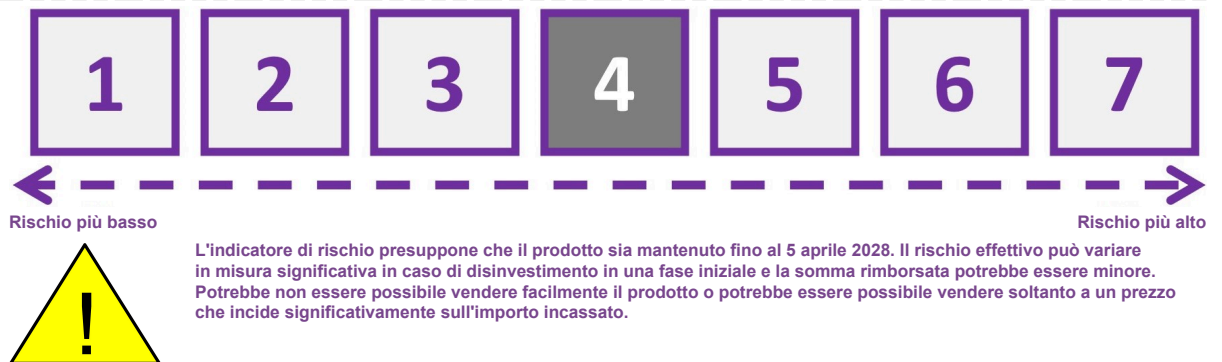 1 2 3 4 5 6 7
Rischio più basso Rischio più alto
L'indicatore di rischio presuppone che il prodotto sia mantenuto fino al 5 aprile 2028. Il rischio effettivo può variare
in misura significativa in caso di disinvestimento in una fase iniziale e la somma rimborsata potrebbe essere minore.
Potrebbe non essere possibile vendere facilmente il prodotto o potrebbe essere possibile vendere soltanto a un prezzo
che incide significativamente sull'importo incassato.
!